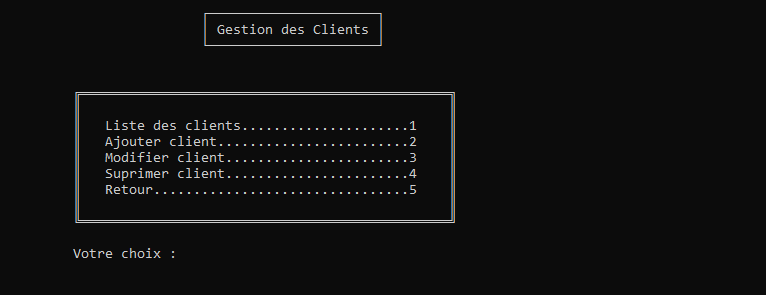 Gestion des Clients
Liste des clients.....................1
Ajouter client........................2
Modifier client.......................3
Suprimer client.......................4
Retour................................5
Votre choix :